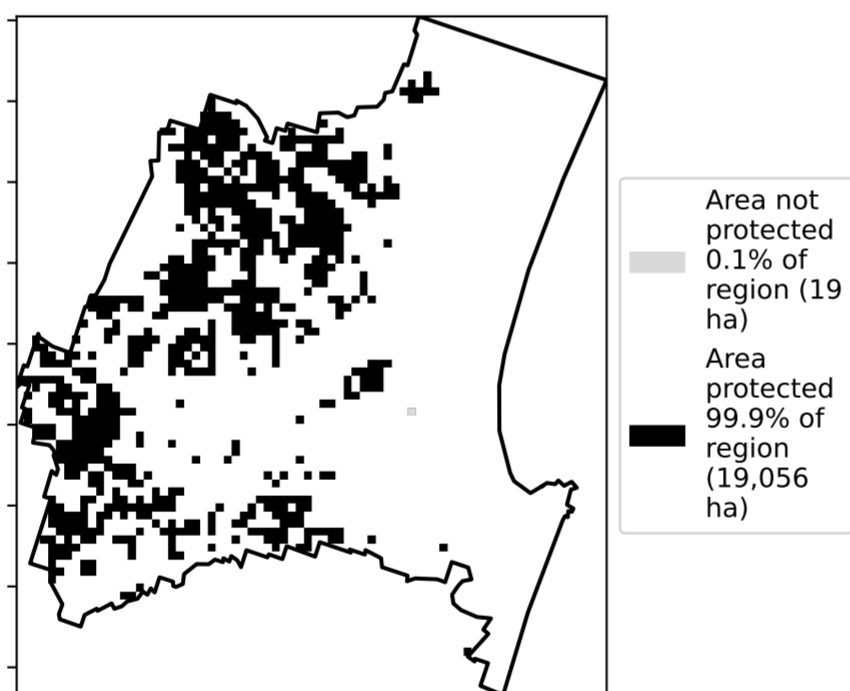 Area not
protected
0.1% of
region (19
ha)
Area
protected
99.9% of
region
(19,056
ha)